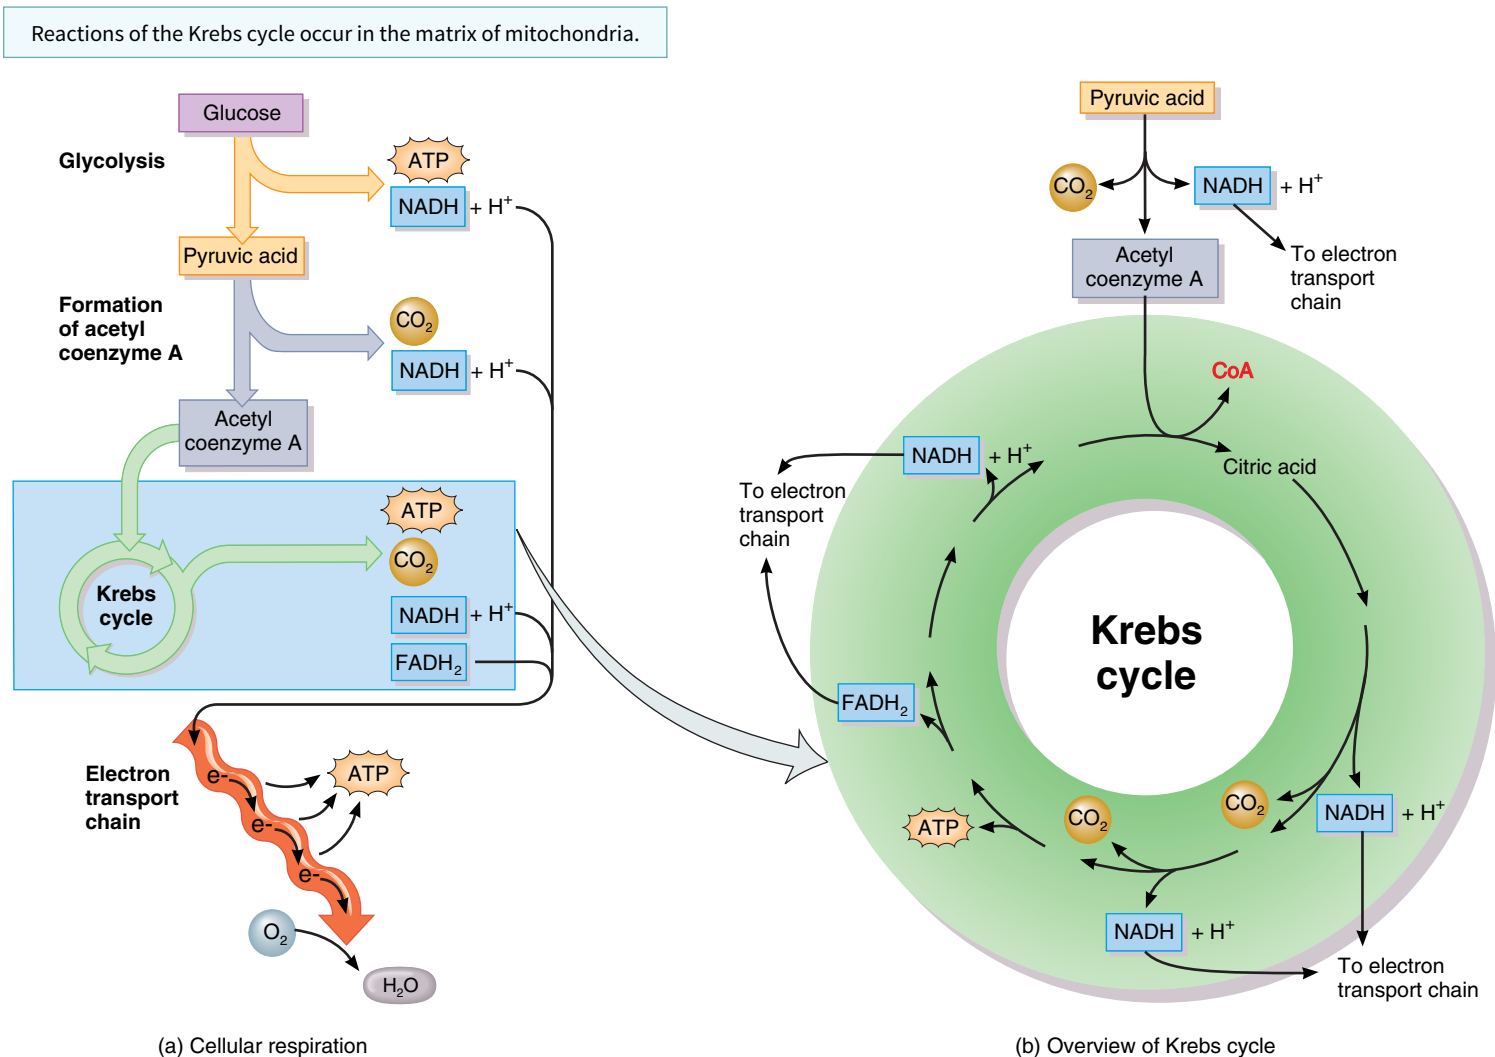 Reactions of the Krebs cycle occur in the matrix of mitochondria.
Glucose
Glycolysis
ATP
NADH + H⁺
Pyruvic acid
Formation
of acetyl
coenzyme A
CO₂
NADH + H⁺
Acetyl
coenzyme A
ATP
CO₂
Krebs
cycle
NADH + H⁺
FADH₂
Electron
transport
chain
e-
e-
e-
ATP
O₂
H₂O
(a) Cellular respiration
Pyruvic acid
CO₂
NADH + H⁺
To electron
transport
chain
Acetyl
coenzyme A
CoA
Citric acid
NADH + H⁺
To electron
transport
chain
FADH₂
Krebs
cycle
ATP
CO₂
CO₂
NADH + H⁺
NADH + H⁺
To electron
transport chain
(b) Overview of Krebs cycle